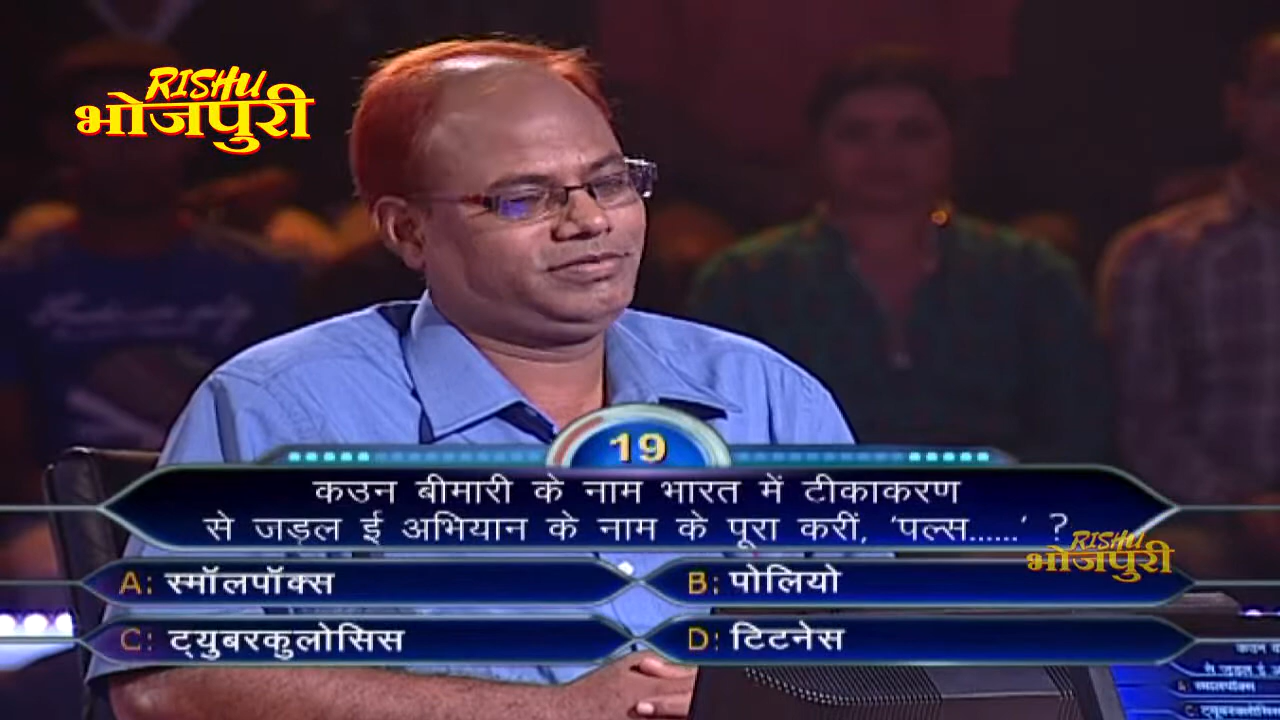 RISHU
भोजपुरी
19
कउन बीमारी के नाम भारत में टीकाकरण
से जड़ल ई अभियान के नाम के पूरा करीं, ‘पल्स......’ ?
RISHU
भोजपुरी
A: स्मॉलपॉक्स
B: पोलियो
C: ट्युबरकुलोसिस
D: टिटनेस